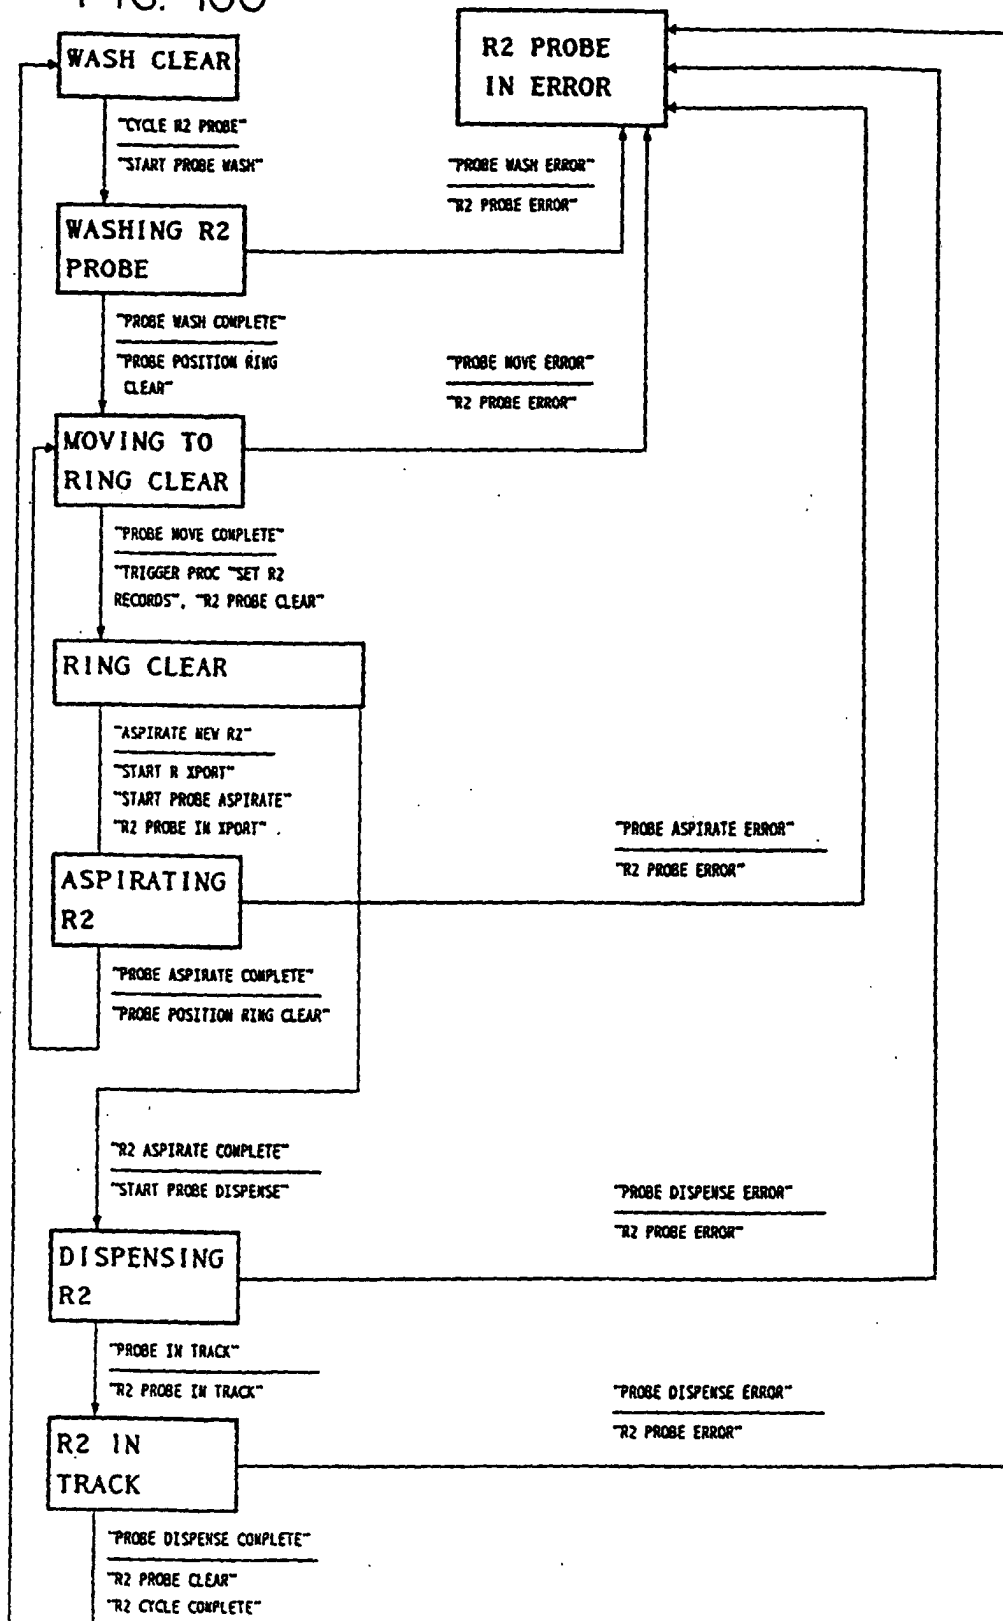 WASH CLEAR
R2 PROBE
IN ERROR
"CYCLE R2 PROBE"
"START PROBE WASH"
"PROBE WASH ERROR"
"R2 PROBE ERROR"
WASHING R2
PROBE
"PROBE WASH COMPLETE"
"PROBE POSITION RING
CLEAR"
"PROBE MOVE ERROR"
"R2 PROBE ERROR"
MOVING TO
RING CLEAR
"PROBE MOVE COMPLETE"
"TRIGGER PROC "SET R2
RECORDS", "R2 PROBE CLEAR"
RING CLEAR
"ASPIRATE NEW R2"
"START R XPORT"
"START PROBE ASPIRATE"
"R2 PROBE IN XPORT"
"PROBE ASPIRATE ERROR"
"R2 PROBE ERROR"
ASPIRATING
R2
"PROBE ASPIRATE COMPLETE"
"PROBE POSITION RING CLEAR"
"R2 ASPIRATE COMPLETE"
"START PROBE DISPENSE"
"PROBE DISPENSE ERROR"
"R2 PROBE ERROR"
DISPENSING
R2
"PROBE IN TRACK"
"R2 PROBE IN TRACK"
"PROBE DISPENSE ERROR"
"R2 PROBE ERROR"
R2 IN
TRACK
"PROBE DISPENSE COMPLETE"
"R2 PROBE CLEAR"
"R2 CYCLE COMPLETE"